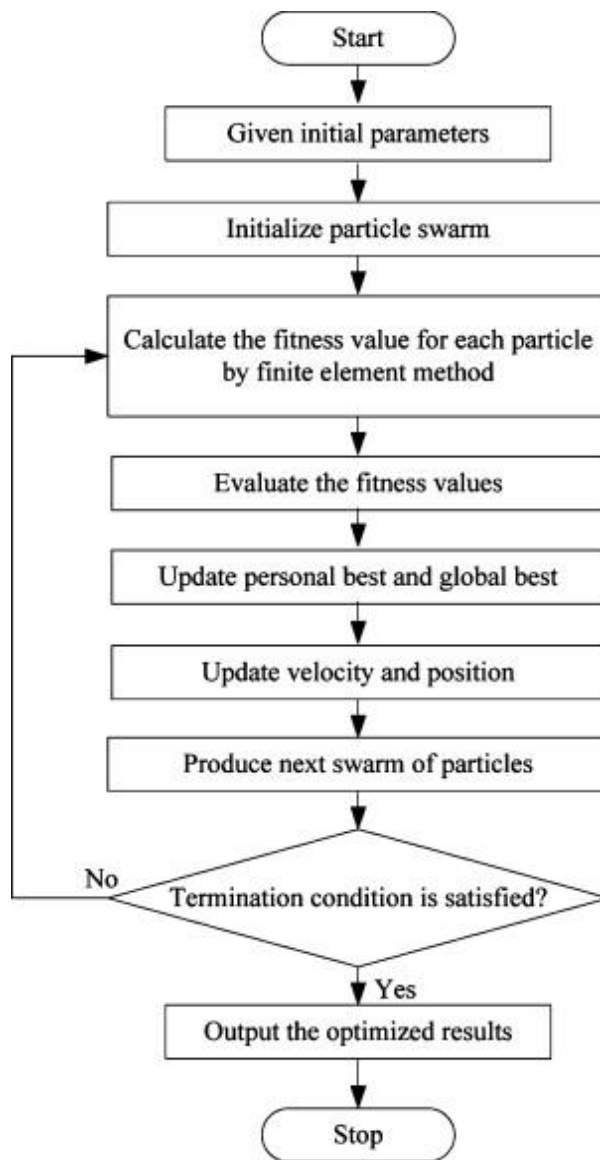 Start
Given initial parameters
Initialize particle swarm
Calculate the fitness value for each particle
by finite element method
Evaluate the fitness values
Update personal best and global best
Update velocity and position
Produce next swarm of particles
No
Termination condition is satisfied?
Yes
Output the optimized results
Stop